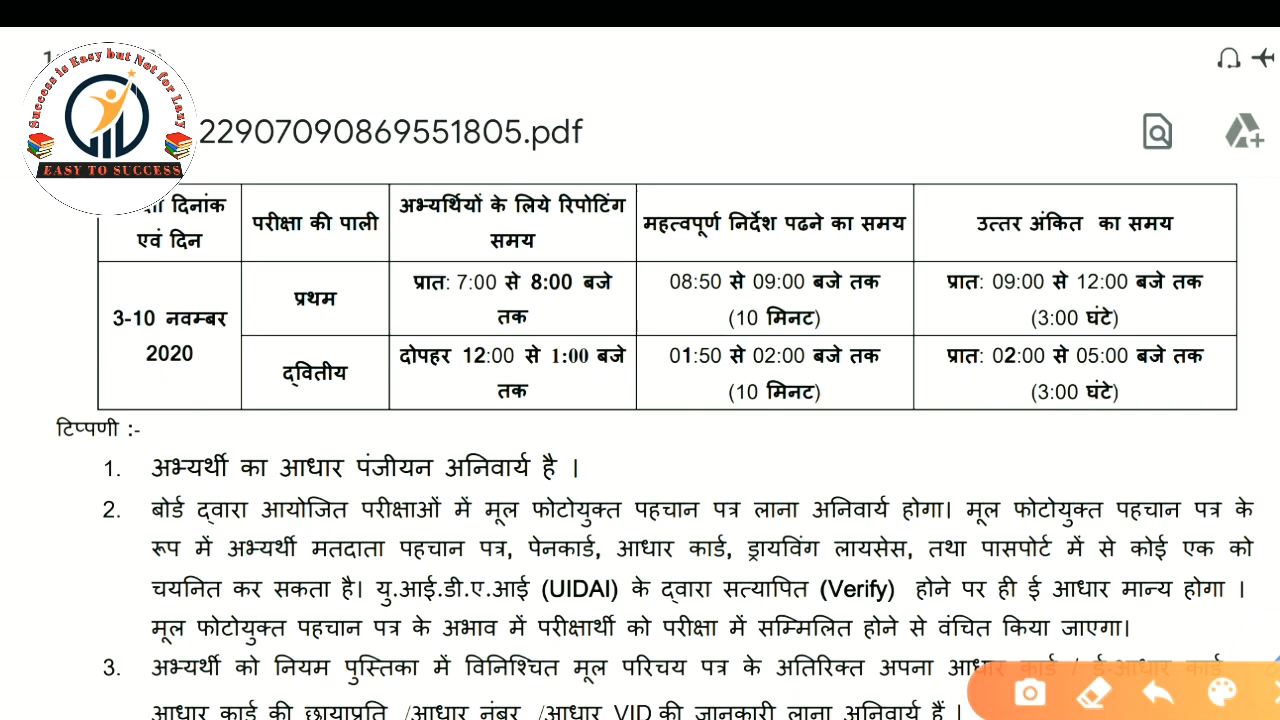 Success is Easy but Not for Lazy
EASY TO SUCCESS
22907090869551805.pdf
दिनांक एवं दिन
परीक्षा की पाली
अभ्यर्थियों के लिये रिपोर्टिंग समय
महत्वपूर्ण निर्देश पढने का समय
उत्तर अंकित का समय
3-10 नवम्बर 2020
प्रथम
प्रात: 7:00 से 8:00 बजे तक
08:50 से 09:00 बजे तक
(10 मिनट)
प्रात: 09:00 से 12:00 बजे तक
(3:00 घंटे)
द्वितीय
दोपहर 12:00 से 1:00 बजे तक
01:50 से 02:00 बजे तक
(10 मिनट)
प्रात: 02:00 से 05:00 बजे तक
(3:00 घंटे)
टिप्पणी :-
1. अभ्यर्थी का आधार पंजीयन अनिवार्य है ।
2. बोर्ड द्वारा आयोजित परीक्षाओं में मूल फोटोयुक्त पहचान पत्र लाना अनिवार्य होगा। मूल फोटोयुक्त पहचान पत्र के
रूप में अभ्यर्थी मतदाता पहचान पत्र, पेनकार्ड, आधार कार्ड, ड्रायविंग लायसेस, तथा पासपोर्ट में से कोई एक को
चयनित कर सकता है। यु.आई.डी.ए.आई (UIDAI) के द्वारा सत्यापित (Verify) होने पर ही ई आधार मान्य होगा ।
मूल फोटोयुक्त पहचान पत्र के अभाव में परीक्षार्थी को परीक्षा में सम्मिलित होने से वंचित किया जाएगा।
3. अभ्यर्थी को नियम पुस्तिका में विनिश्चित मूल परिचय पत्र के अतिरिक्त अपना आधार कार्ड / ई-आधार कार्ड
आधार कार्ड की छायाप्रति /आधार नंबर /आधार VID की जानकारी लाना अनिवार्य हैं ।